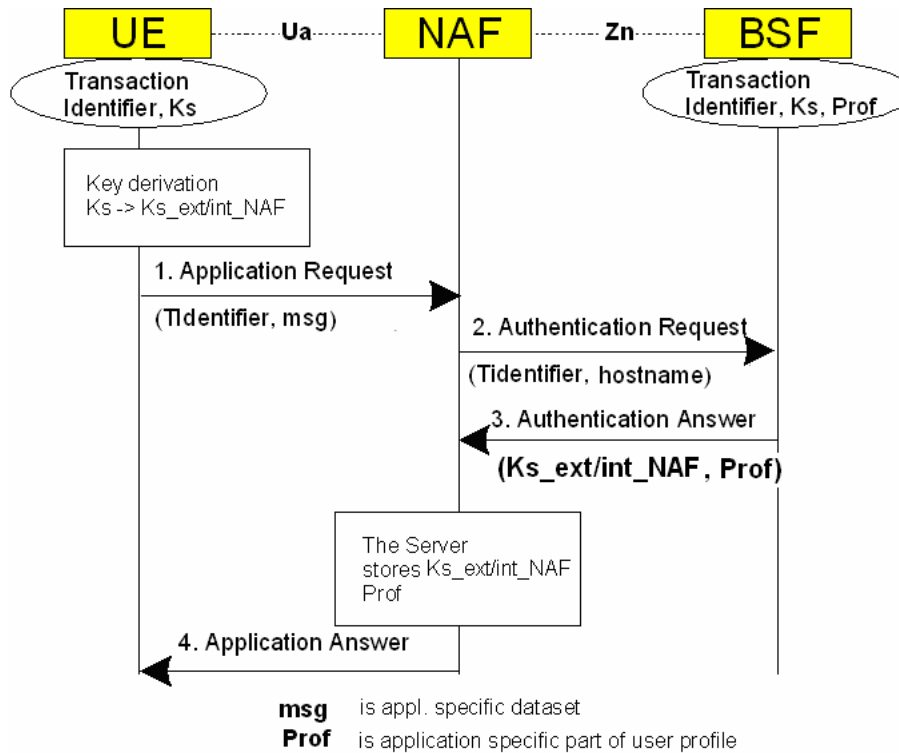 UE
Ua
NAF
Zn
BSF
Transaction
Identifier, Ks
Transaction
Identifier, Ks, Prof
Key derivation
Ks -> Ks_ext/int_NAF
1. Application Request
(TIdentifier, msg)
2. Authentication Request
(Tidentifier, hostname)
3. Authentication Answer
(Ks_ext/int_NAF, Prof)
The Server
stores Ks_ext/int_NAF
Prof
4. Application Answer
msg is appl. specific dataset
Prof is application specific part of user profile